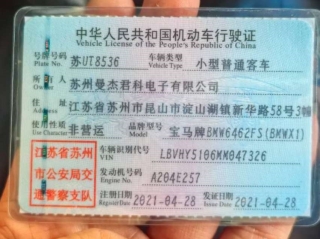 中华人民共和国机动车行驶证
Vehicle License of the People's Republic of China
号牌号码 苏UT8536 车辆类型 小型普通客车
Plate No. Vehicle Type
所有人 苏州曼杰君科电子有限公司
Owner
住址 江苏省苏州市昆山市淀山湖镇新华路58号3幢
Address
使用性质 非营运 品牌型号 宝马牌BMW6462FS(BMWX1)
Use Character Model
江苏省苏州 车辆识别代号 LBVHY5106MM047326
市公安局交 VIN
通警察支队 发动机号码 A204E257
Engine No.
注册日期 2021-04-28 发证日期 2021-04-28
Register Date Issue Date